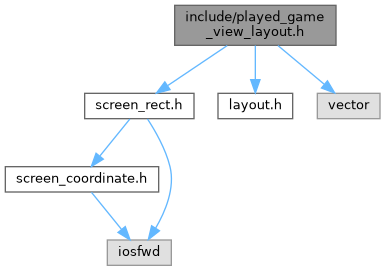 include/played_game
_view_layout.h
screen_rect.h
layout.h
vector
screen_coordinate.h
iosfwd